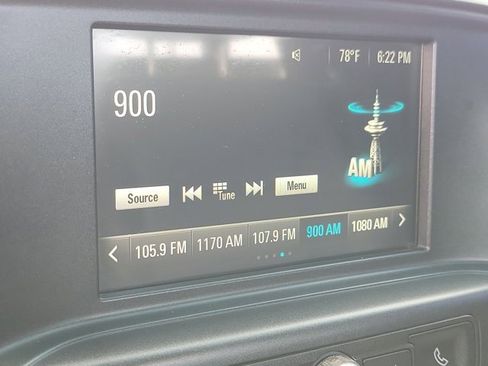 78°F 6:22 PM
900
AM
Source Tune Menu
105.9 FM 1170 AM 107.9 FM 900 AM 1080 AM